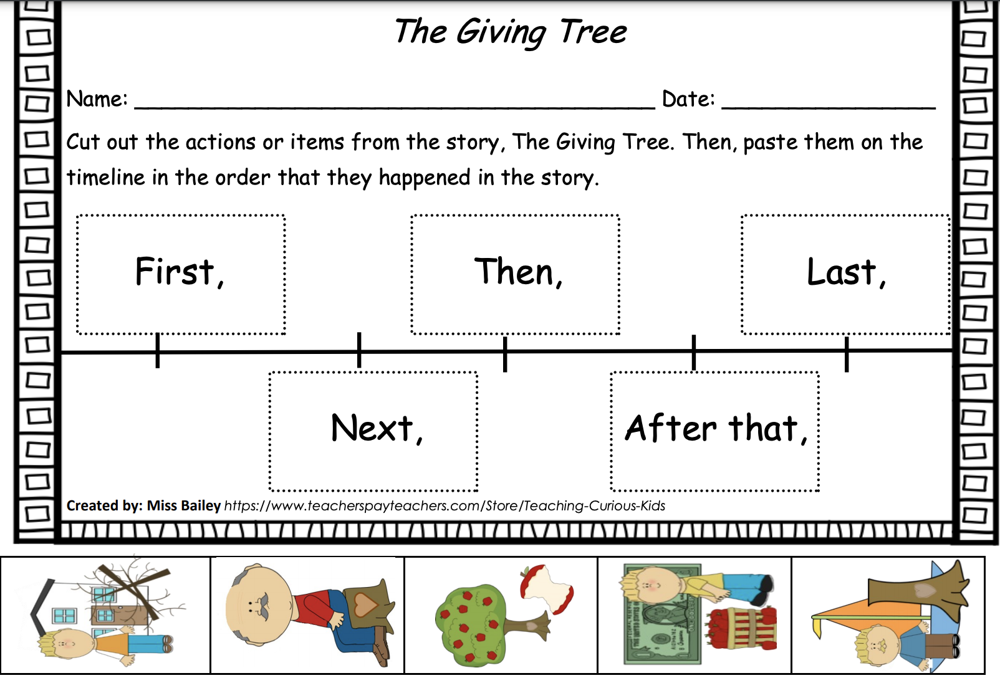 The Giving Tree
Name: ______________________________________ Date: ________________
Cut out the actions or items from the story, The Giving Tree. Then, paste them on the
timeline in the order that they happened in the story.
First,
Then,
Last,
Next,
After that,
Created by: Miss Bailey https://www.teacherspayteachers.com/Store/Teaching-Curious-Kids